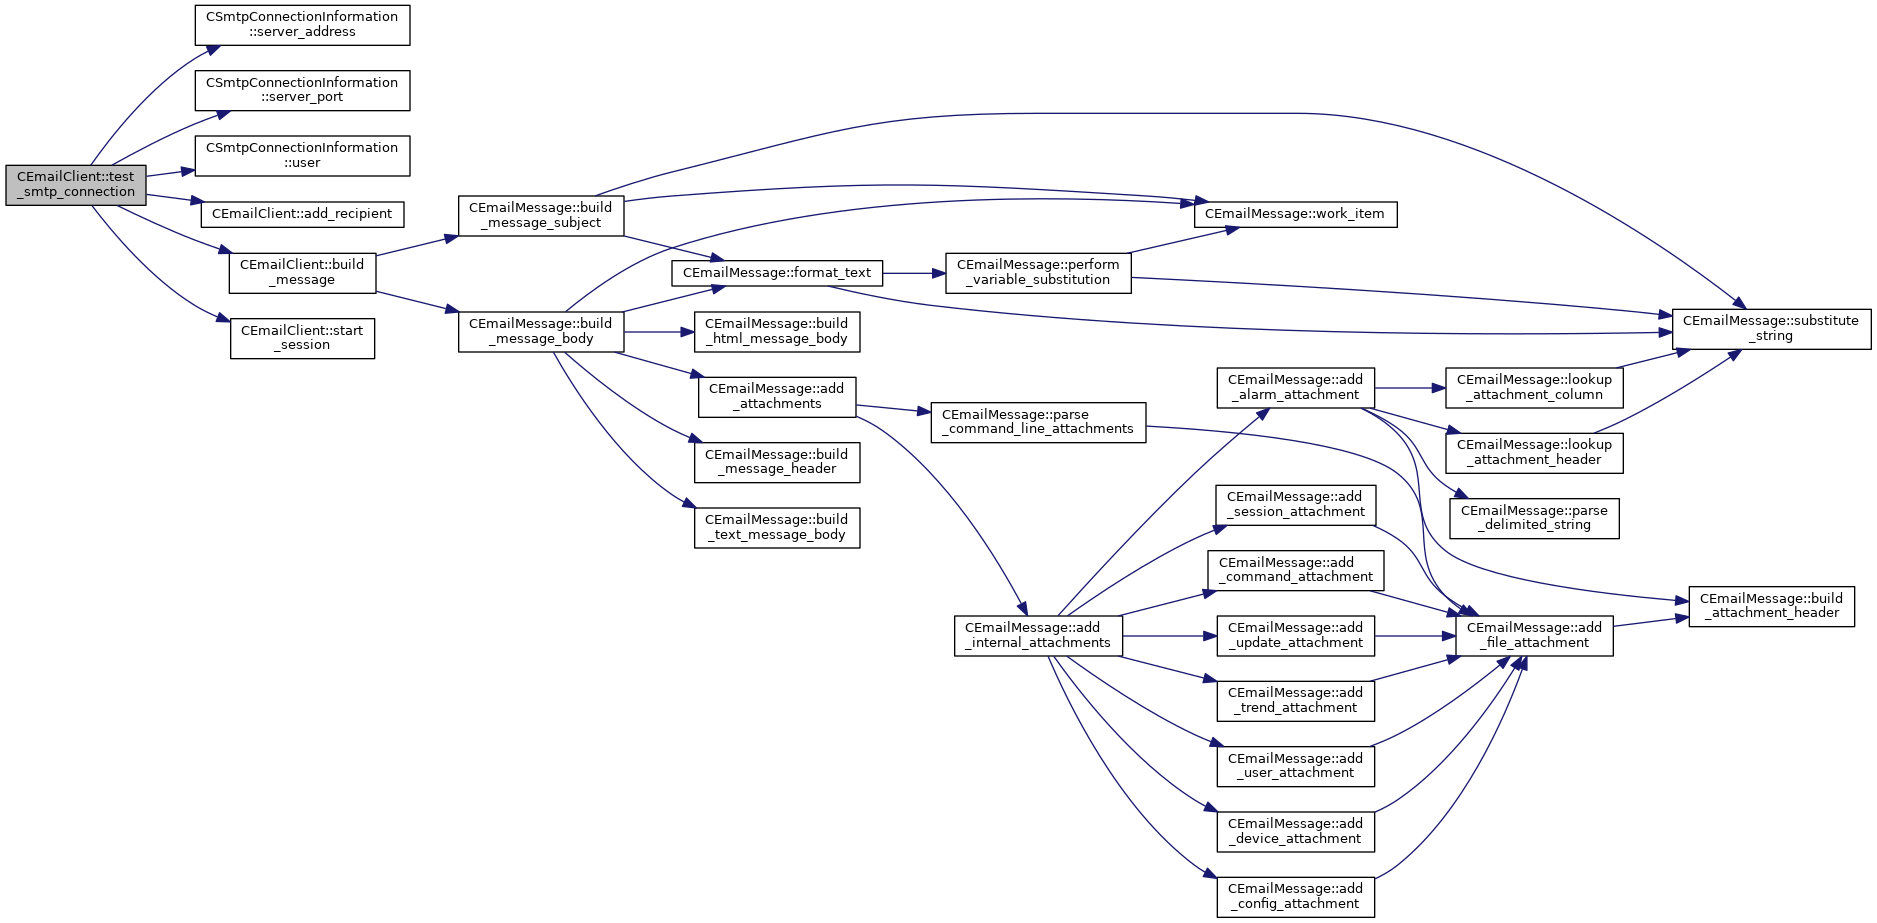 CSmtpConnectionInformation
::server_address
CSmtpConnectionInformation
::server_port
CSmtpConnectionInformation
::user
CEmailClient::test
_smtp_connection
CEmailClient::add_recipient
CEmailClient::build
_message
CEmailClient::start
_session
CEmailMessage::build
_message_subject
CEmailMessage::build
_message_body
CEmailMessage::format_text
CEmailMessage::build
_html_message_body
CEmailMessage::add
_attachments
CEmailMessage::build
_message_header
CEmailMessage::build
_text_message_body
CEmailMessage::perform
_variable_substitution
CEmailMessage::parse
_command_line_attachments
CEmailMessage::add
_internal_attachments
CEmailMessage::work_item
CEmailMessage::add
_alarm_attachment
CEmailMessage::add
_session_attachment
CEmailMessage::add
_command_attachment
CEmailMessage::add
_update_attachment
CEmailMessage::add
_trend_attachment
CEmailMessage::add
_user_attachment
CEmailMessage::add
_device_attachment
CEmailMessage::add
_config_attachment
CEmailMessage::lookup
_attachment_column
CEmailMessage::lookup
_attachment_header
CEmailMessage::parse
_delimited_string
CEmailMessage::add
_file_attachment
CEmailMessage::substitute
_string
CEmailMessage::build
_attachment_header